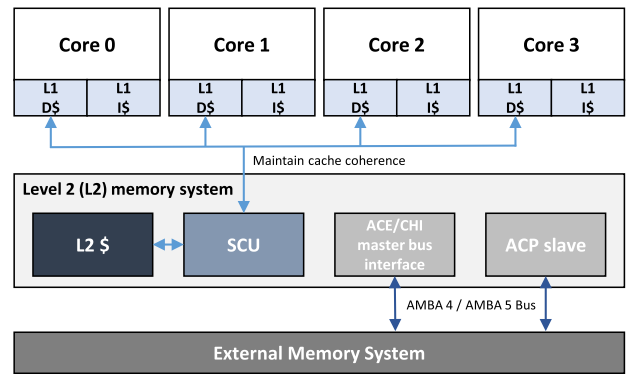 Core 0
Core 1
Core 2
Core 3
L1 D$
L1 I$
L1 D$
L1 I$
L1 D$
L1 I$
L1 D$
L1 I$
Maintain cache coherence
Level 2 (L2) memory system
L2 $
SCU
ACE/CHI
master bus
interface
ACP slave
AMBA 4 / AMBA 5 Bus
External Memory System